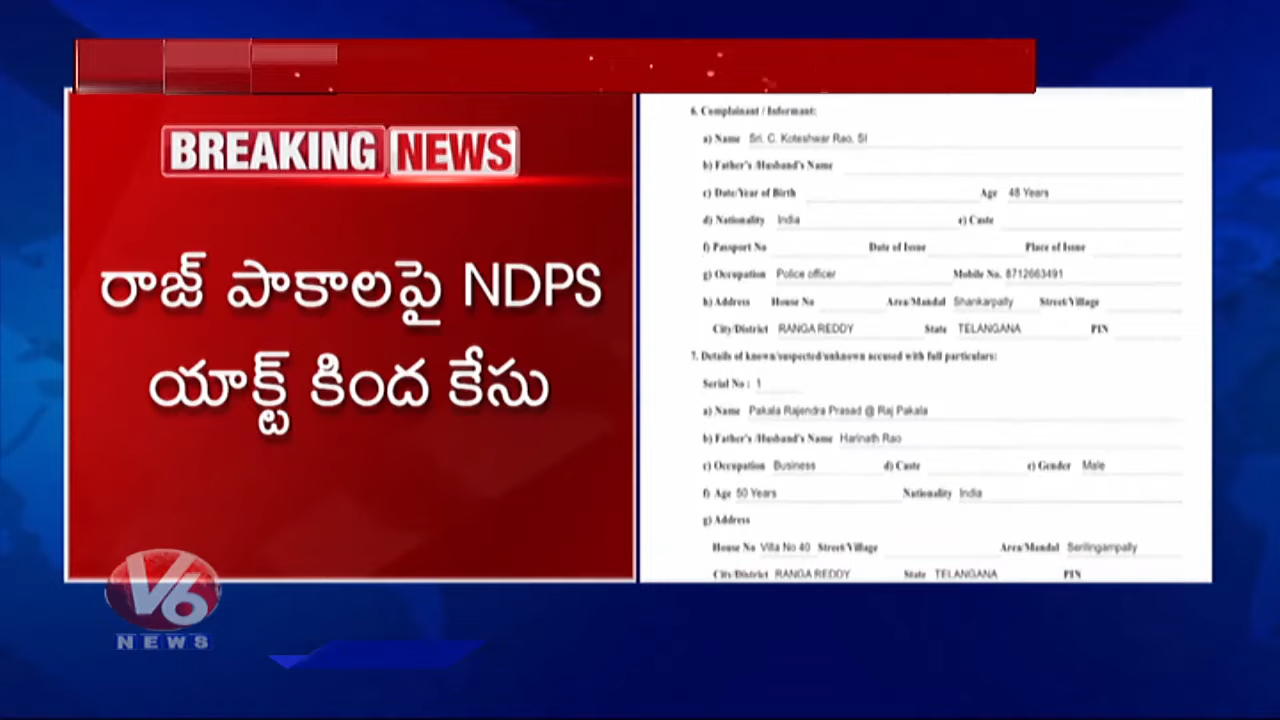 BREAKING NEWS
రాజ్ పాకాలపై NDPS
యాక్ట్ కింద కేసు
V6
NEWS
6. Complainant / Informant:
a) Name Sri. C. Koteshwar Rao, SI
b) Father's /Husband's Name
c) Date/Year of Birth Age 48 Years
d) Nationality India e) Caste
f) Passport No Date of Issue Place of Issue
g) Occupation Police officer Mobile No. 8712663491
h) Address House No Area/Mandal Shankarpally Street/Village
City/District RANGA REDDY State TELANGANA PIN
7. Details of known/suspected/unknown accused with full particulars:
Serial No : 1
a) Name Pakala Rajendra Prasad @ Raj Pakala
b) Father's /Husband's Name Harinath Rao
c) Occupation Business d) Caste e) Gender Male
f) Age 50 Years Nationality India
g) Address
House No Villa No 40 Street/Village Area/Mandal Serilingampally
City/District RANGA REDDY State TELANGANA PIN